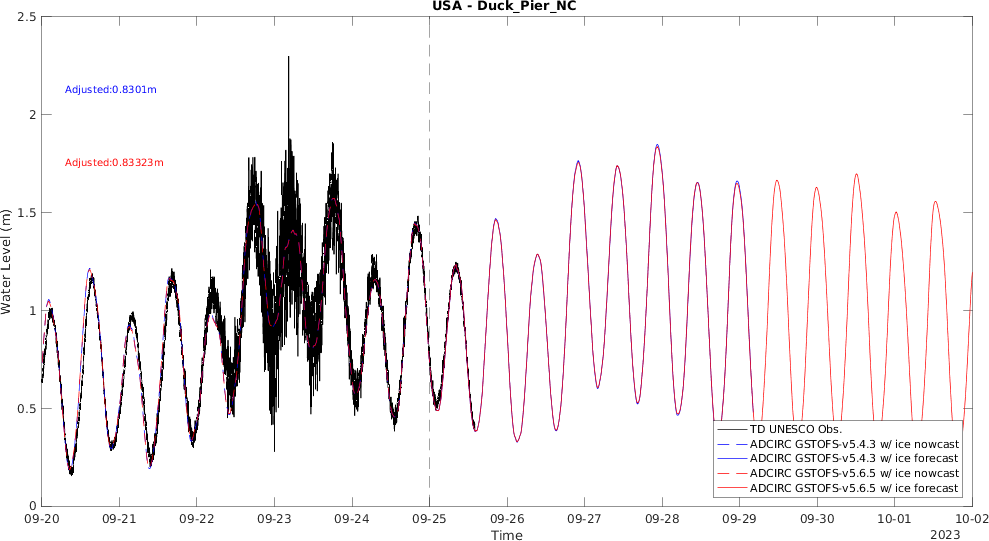 USA - Duck_Pier_NC
2.5
2
1.5
1
0.5
0
Water Level (m)
Adjusted:0.8301m
Adjusted:0.83323m
TD UNESCO Obs.
ADCIRC GSTOFS-v5.4.3 w/ ice nowcast
ADCIRC GSTOFS-v5.4.3 w/ ice forecast
ADCIRC GSTOFS-v5.6.5 w/ ice nowcast
ADCIRC GSTOFS-v5.6.5 w/ ice forecast
09-20 09-21 09-22 09-23 09-24 09-25 09-26 09-27 09-28 09-29 09-30 10-01 10-02
Time
2023